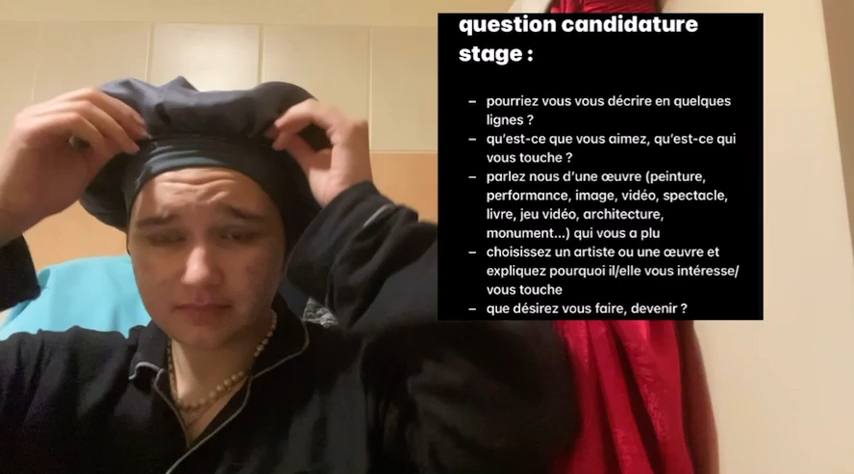 question candidature
stage :
– pourriez vous vous décrire en quelques
lignes ?
– qu'est-ce que vous aimez, qu'est-ce qui
vous touche ?
– parlez nous d'une œuvre (peinture,
performance, image, vidéo, spectacle,
livre, jeu vidéo, architecture,
monument...) qui vous a plu
– choisissez un artiste ou une œuvre et
expliquez pourquoi il/elle vous intéresse/
vous touche
– que désirez vous faire, devenir ?